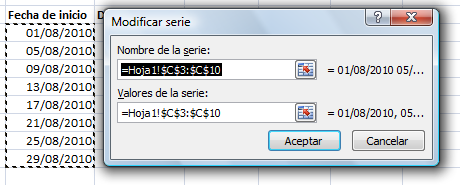 Fecha de inicio D
01/08/2010
05/08/2010
09/08/2010
13/08/2010
17/08/2010
21/08/2010
25/08/2010
29/08/2010
Modificar serie
Nombre de la serie:
=Hoja1!$C$3:$C$10 = 01/08/2010 05/...
Valores de la serie:
=Hoja1!$C$3:$C$10 = 01/08/2010, 05...
Aceptar Cancelar